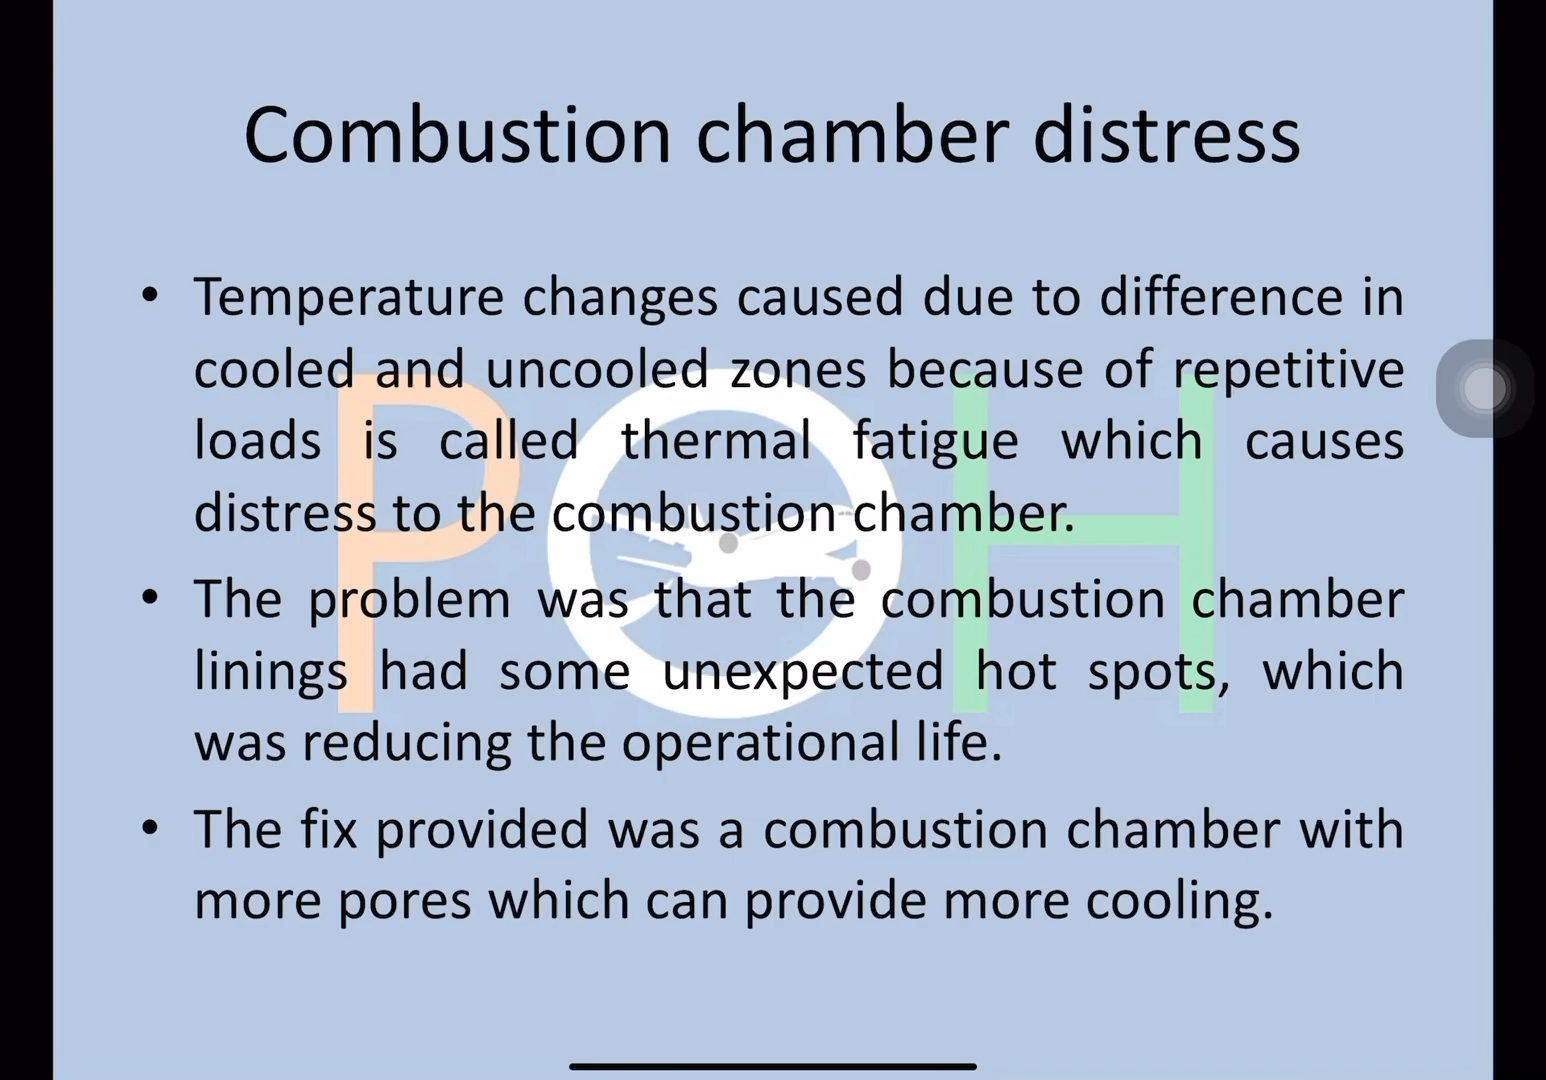 Combustion chamber distress
• Temperature changes caused due to difference in
cooled and uncooled zones because of repetitive
loads is called thermal fatigue which causes
distress to the combustion chamber.
• The problem was that the combustion chamber
linings had some unexpected hot spots, which
was reducing the operational life.
• The fix provided was a combustion chamber with
more pores which can provide more cooling.
POH